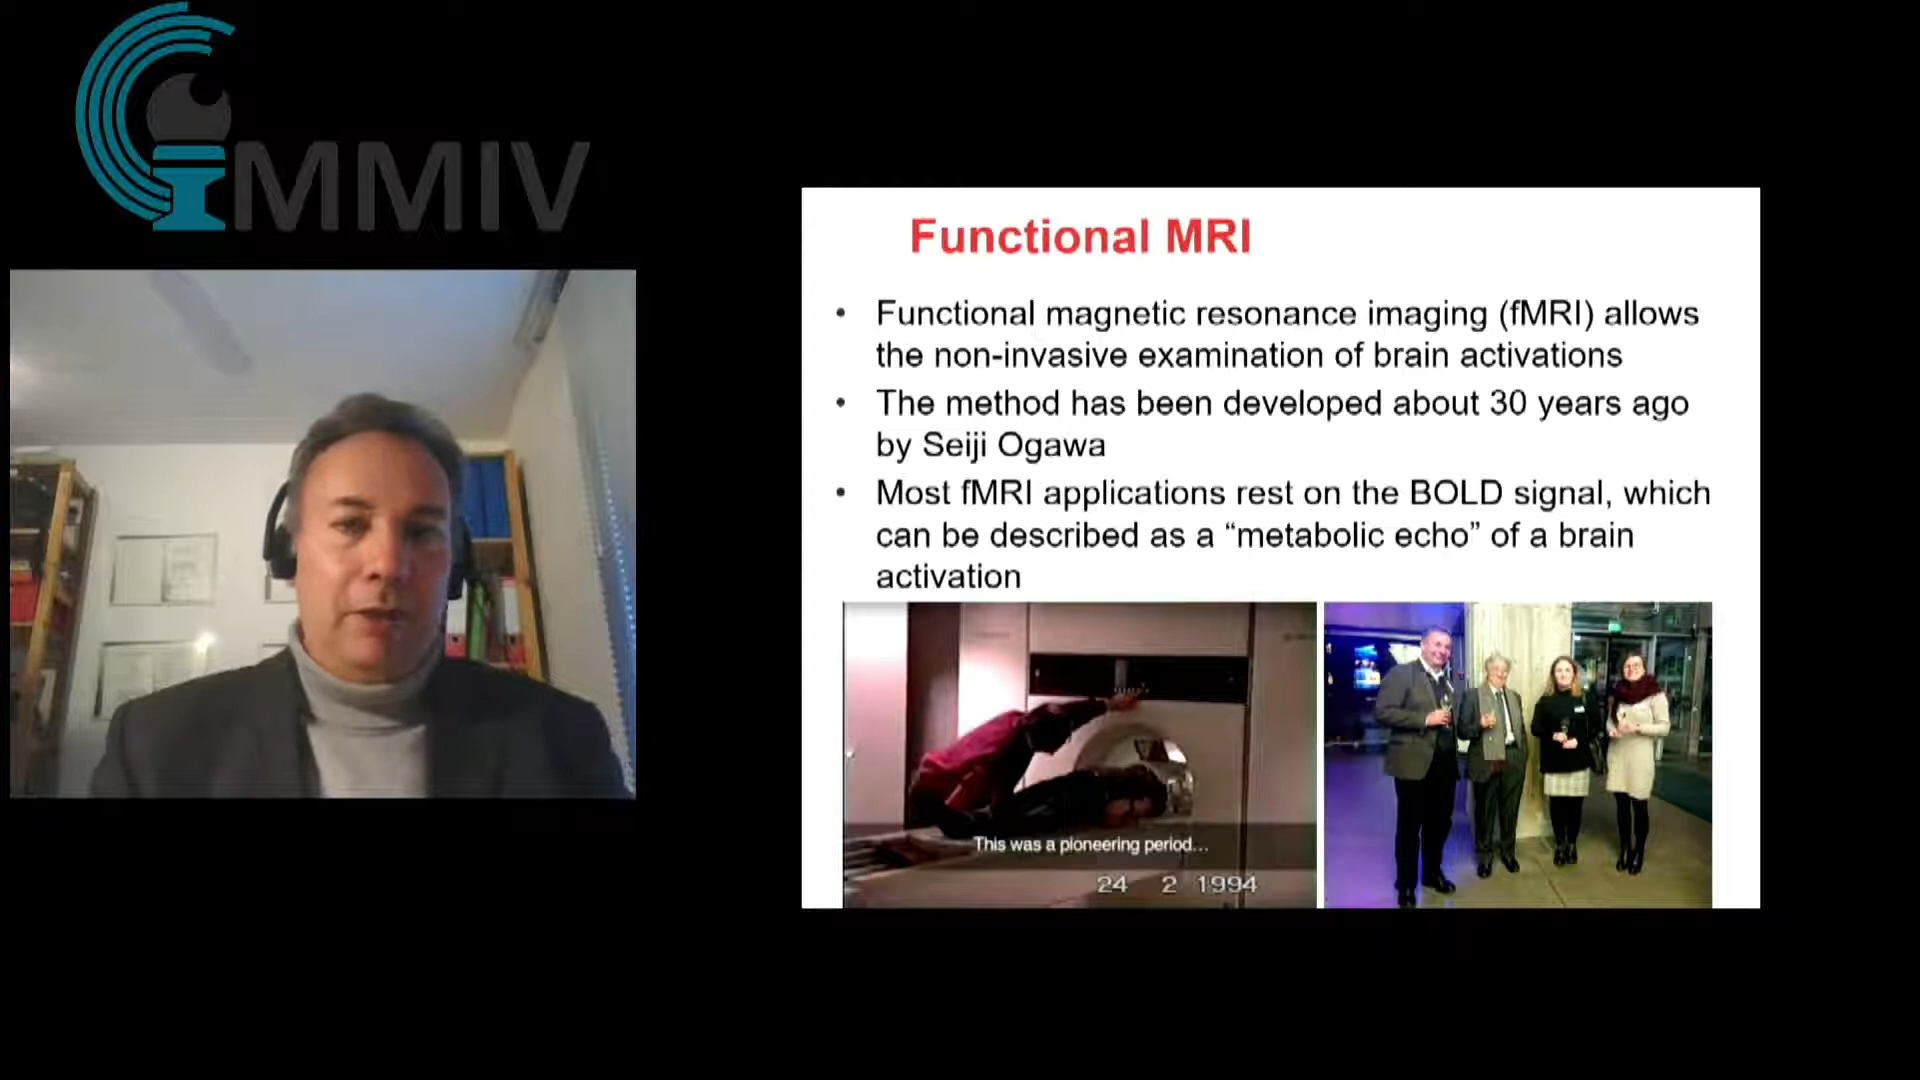 MMIV
Functional MRI
• Functional magnetic resonance imaging (fMRI) allows
the non-invasive examination of brain activations
• The method has been developed about 30 years ago
by Seiji Ogawa
• Most fMRI applications rest on the BOLD signal, which
can be described as a “metabolic echo” of a brain
activation
This was a pioneering period...
24 2 1994